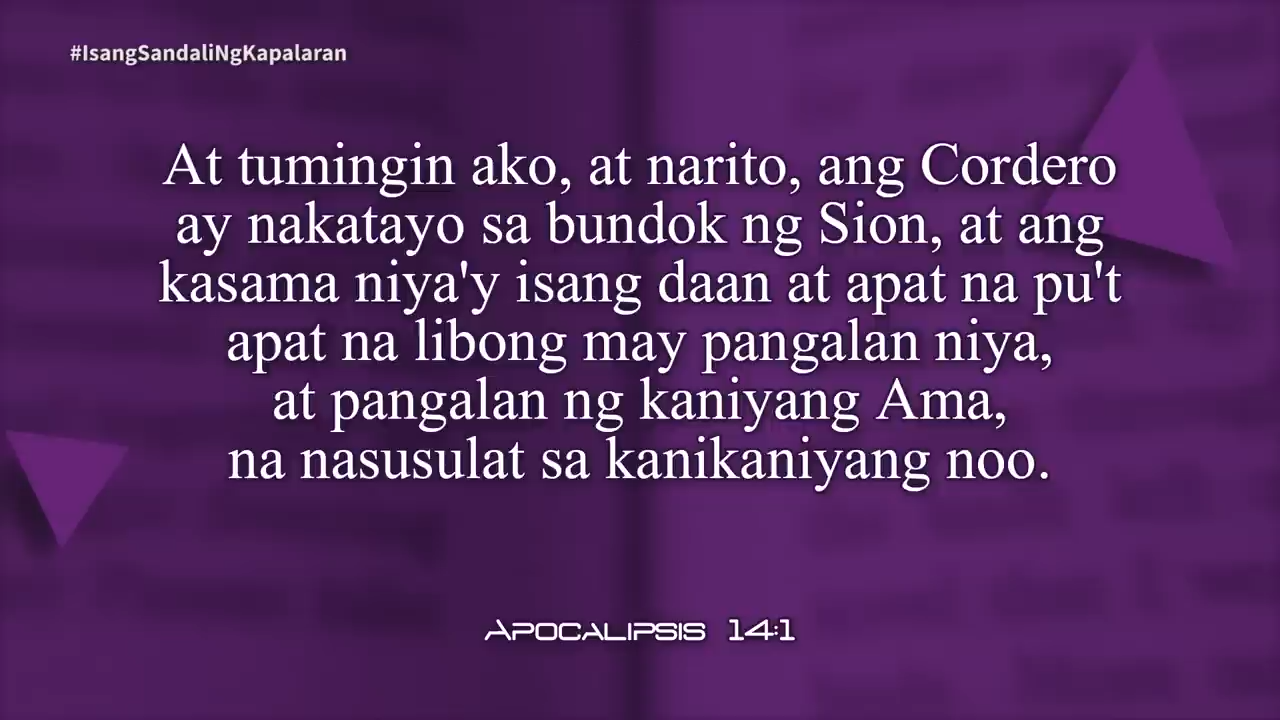 #IsangSandaliNgKapalaran
At tumingin ako, at narito, ang Cordero
ay nakatayo sa bundok ng Sion, at ang
kasama niya'y isang daan at apat na pu't
apat na libong may pangalan niya,
at pangalan ng kaniyang Ama,
na nasusulat sa kanikaniyang noo.
Apocalipsis 14:1